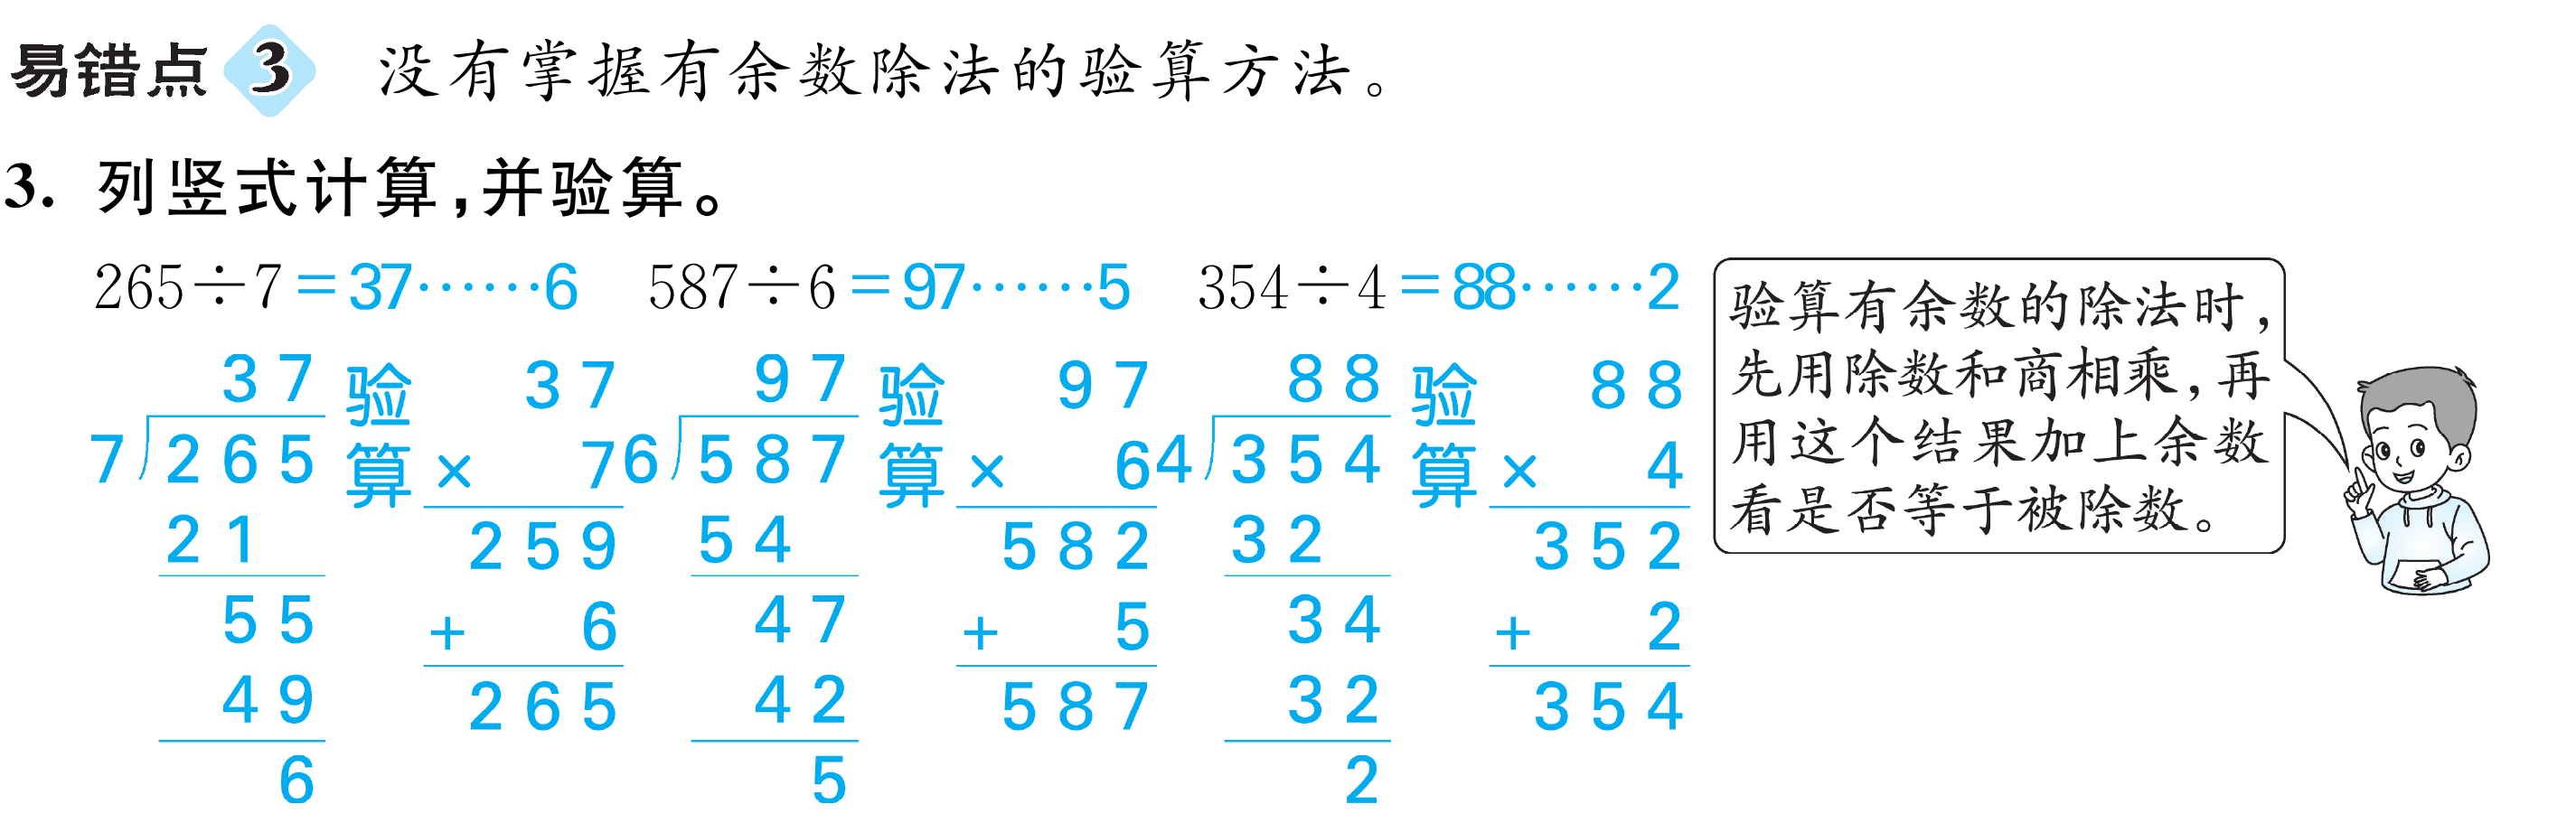 易错点 3 没有掌握有余数除法的验算方法。
3. 列竖式计算,并验算。
265÷7=37……6 587÷6=97……5 354÷4=88……2
37 验 37 97 验 97 88 验 88
7)265 算 × 7 6)587 算 × 6 4)354 算 × 4
21 259 54 582 32 352
55 + 6 47 + 5 34 + 2
49 265 42 587 32 354
6 5 2
验算有余数的除法时,
先用除数和商相乘,再
用这个结果加上余数
看是否等于被除数。